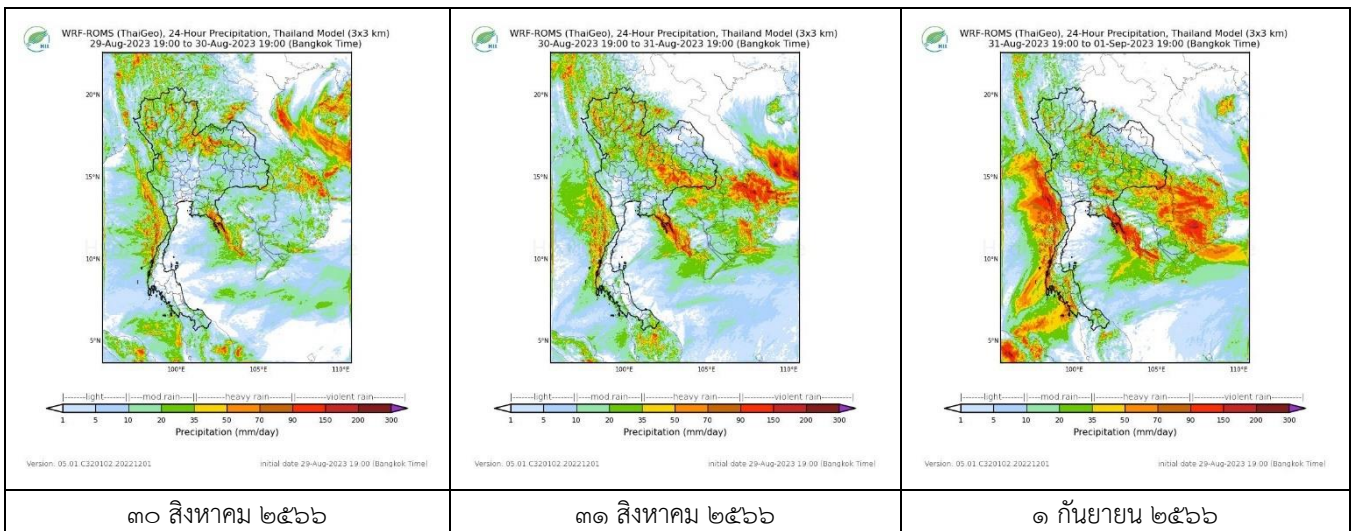 HII
WRF-ROMS (ThaiGeo), 24-Hour Precipitation, Thailand Model (3x3 km)
29-Aug-2023 19:00 to 30-Aug-2023 19:00 (Bangkok Time)
20°N
15°N
10°N
5°N
100°E 105°E 110°E
|-------light-------||----mod rain----||---------heavy rain---------||-------violent rain--------|
1 5 10 20 35 50 70 90 150 200 300
Precipitation (mm/day)
Version: 05.01 C320102 20221201 initial date 29-Aug-2023 19:00 (Bangkok Time)
๓๐ สิงหาคม ๒๕๖๖
HII
WRF-ROMS (ThaiGeo), 24-Hour Precipitation, Thailand Model (3x3 km)
30-Aug-2023 19:00 to 31-Aug-2023 19:00 (Bangkok Time)
20°N
15°N
10°N
5°N
100°E 105°E 110°E
|-------light-------||----mod rain----||---------heavy rain---------||-------violent rain--------|
1 5 10 20 35 50 70 90 150 200 300
Precipitation (mm/day)
Version: 05.01 C320102 20221201 initial date 29-Aug-2023 19:00 (Bangkok Time)
๓๑ สิงหาคม ๒๕๖๖
HII
WRF-ROMS (ThaiGeo), 24-Hour Precipitation, Thailand Model (3x3 km)
31-Aug-2023 19:00 to 01-Sep-2023 19:00 (Bangkok Time)
20°N
15°N
10°N
5°N
100°E 105°E 110°E
|-------light-------||----mod rain----||---------heavy rain---------||-------violent rain--------|
1 5 10 20 35 50 70 90 150 200 300
Precipitation (mm/day)
Version: 05.01 C320102 20221201 initial date 29-Aug-2023 19:00 (Bangkok Time)
๑ กันยายน ๒๕๖๖